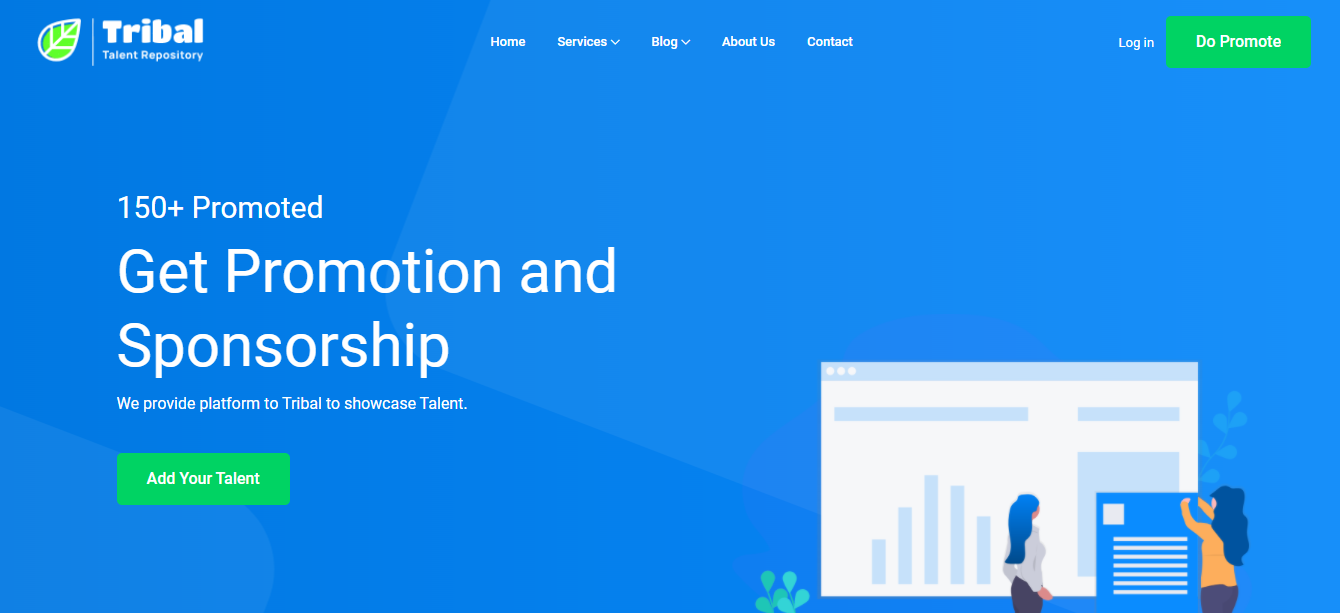 Tribal
Talent Repository
Home
Services
Blog
About Us
Contact
Log in
Do Promote
150+ Promoted
Get Promotion and
Sponsorship
We provide platform to Tribal to showcase Talent.
Add Your Talent